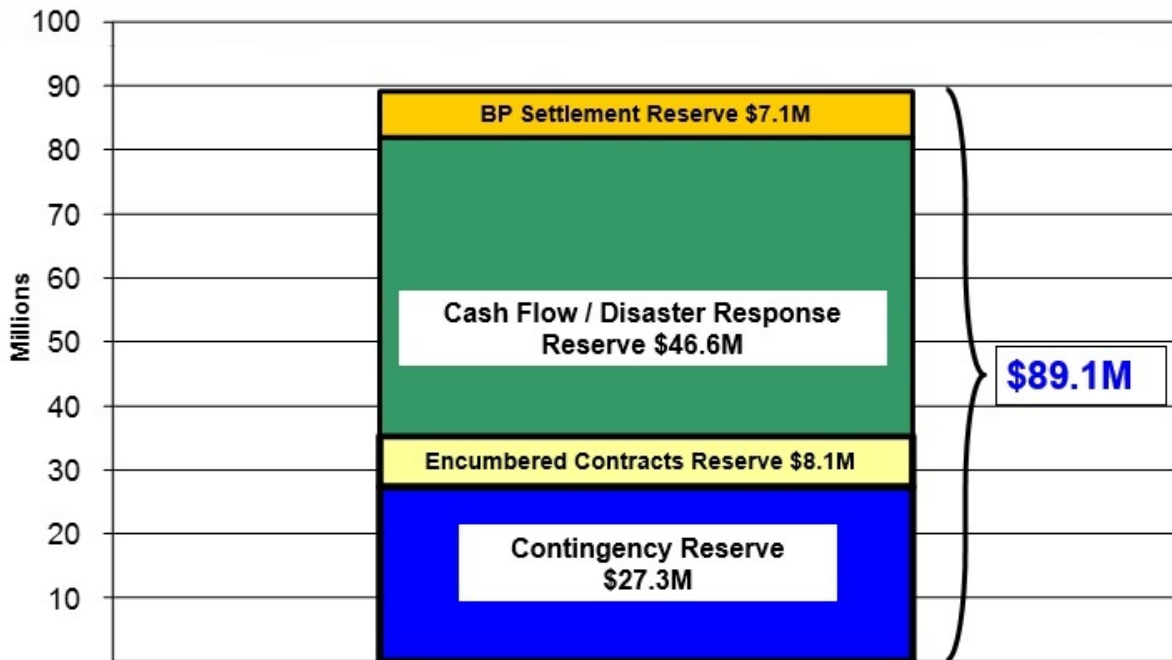 100
90
80
70
60
50
40
30
20
10
Millions
BP Settlement Reserve $7.1M
Cash Flow / Disaster Response
Reserve $46.6M
Encumbered Contracts Reserve $8.1M
Contingency Reserve
$27.3M
$89.1M